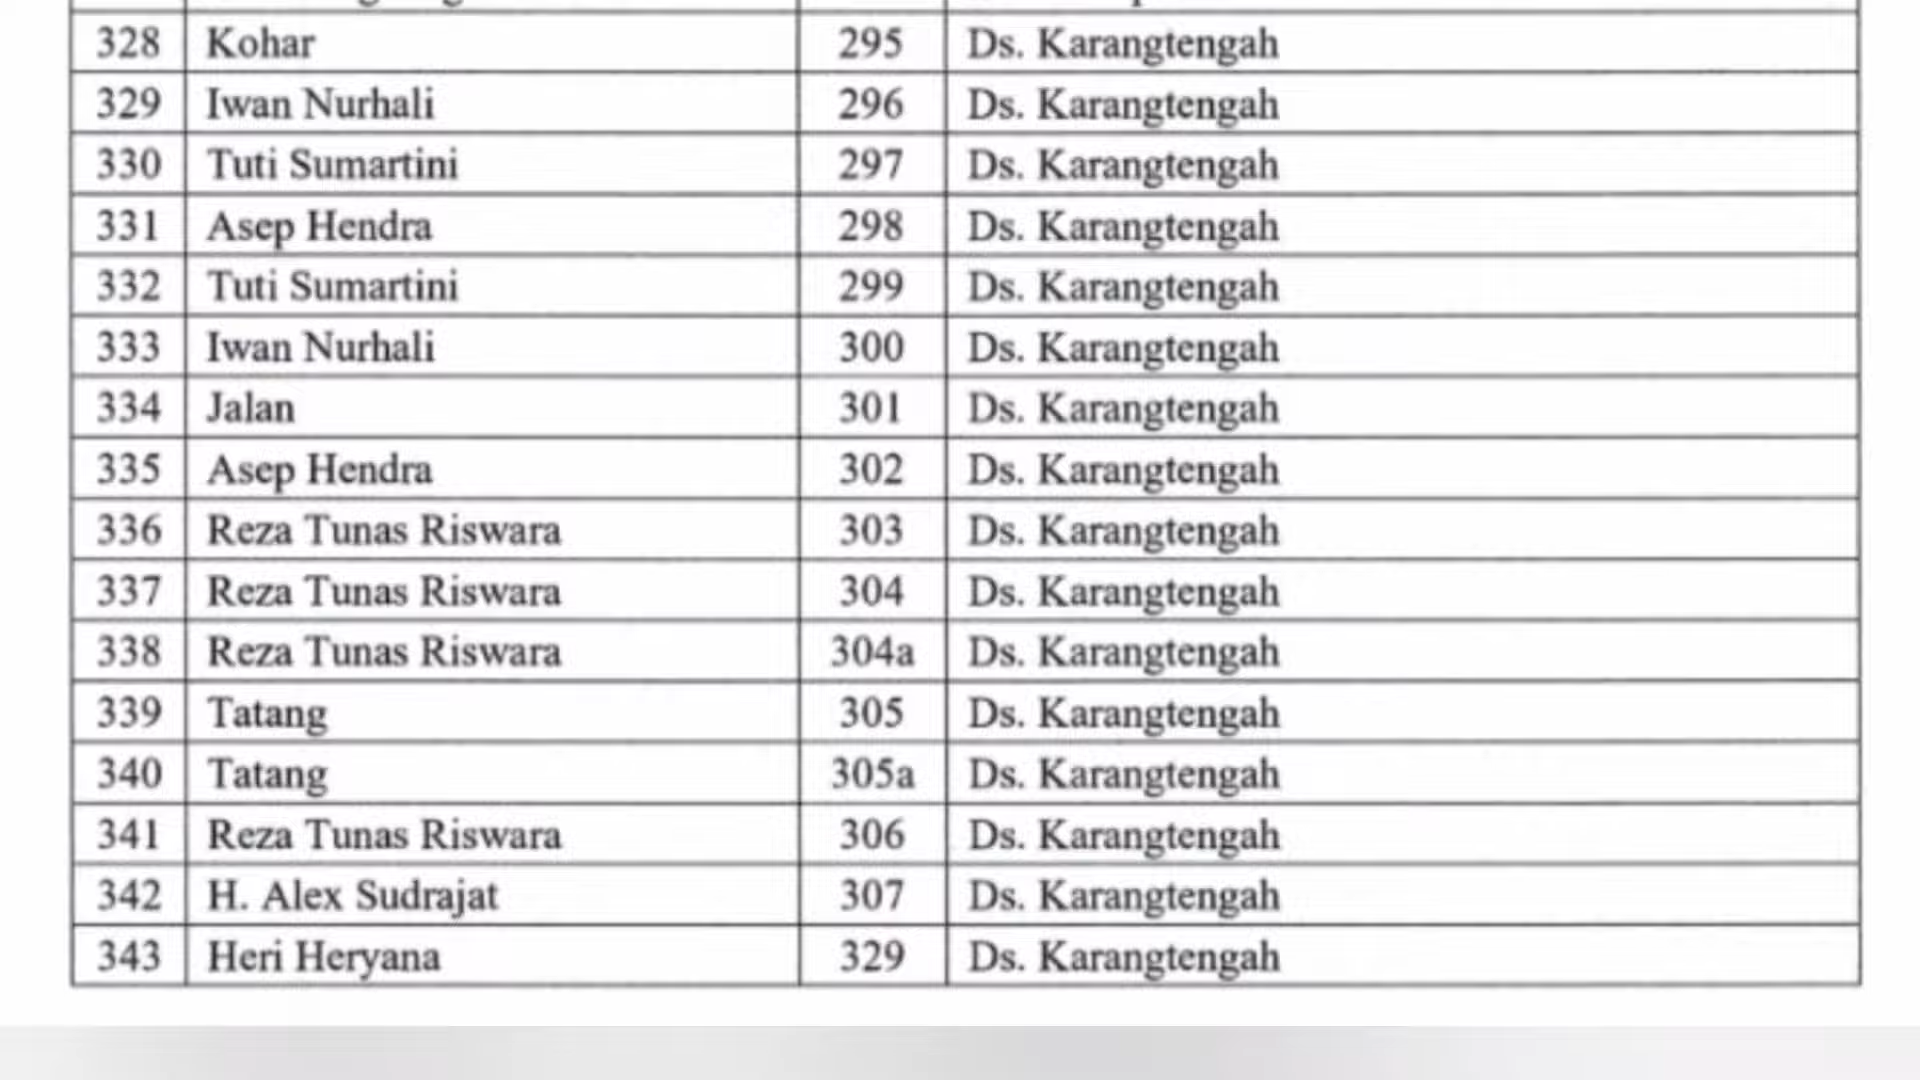 328 Kohar 295 Ds. Karangtengah
329 Iwan Nurhali 296 Ds. Karangtengah
330 Tuti Sumartini 297 Ds. Karangtengah
331 Asep Hendra 298 Ds. Karangtengah
332 Tuti Sumartini 299 Ds. Karangtengah
333 Iwan Nurhali 300 Ds. Karangtengah
334 Jalan 301 Ds. Karangtengah
335 Asep Hendra 302 Ds. Karangtengah
336 Reza Tunas Riswara 303 Ds. Karangtengah
337 Reza Tunas Riswara 304 Ds. Karangtengah
338 Reza Tunas Riswara 304a Ds. Karangtengah
339 Tatang 305 Ds. Karangtengah
340 Tatang 305a Ds. Karangtengah
341 Reza Tunas Riswara 306 Ds. Karangtengah
342 H. Alex Sudrajat 307 Ds. Karangtengah
343 Heri Heryana 329 Ds. Karangtengah